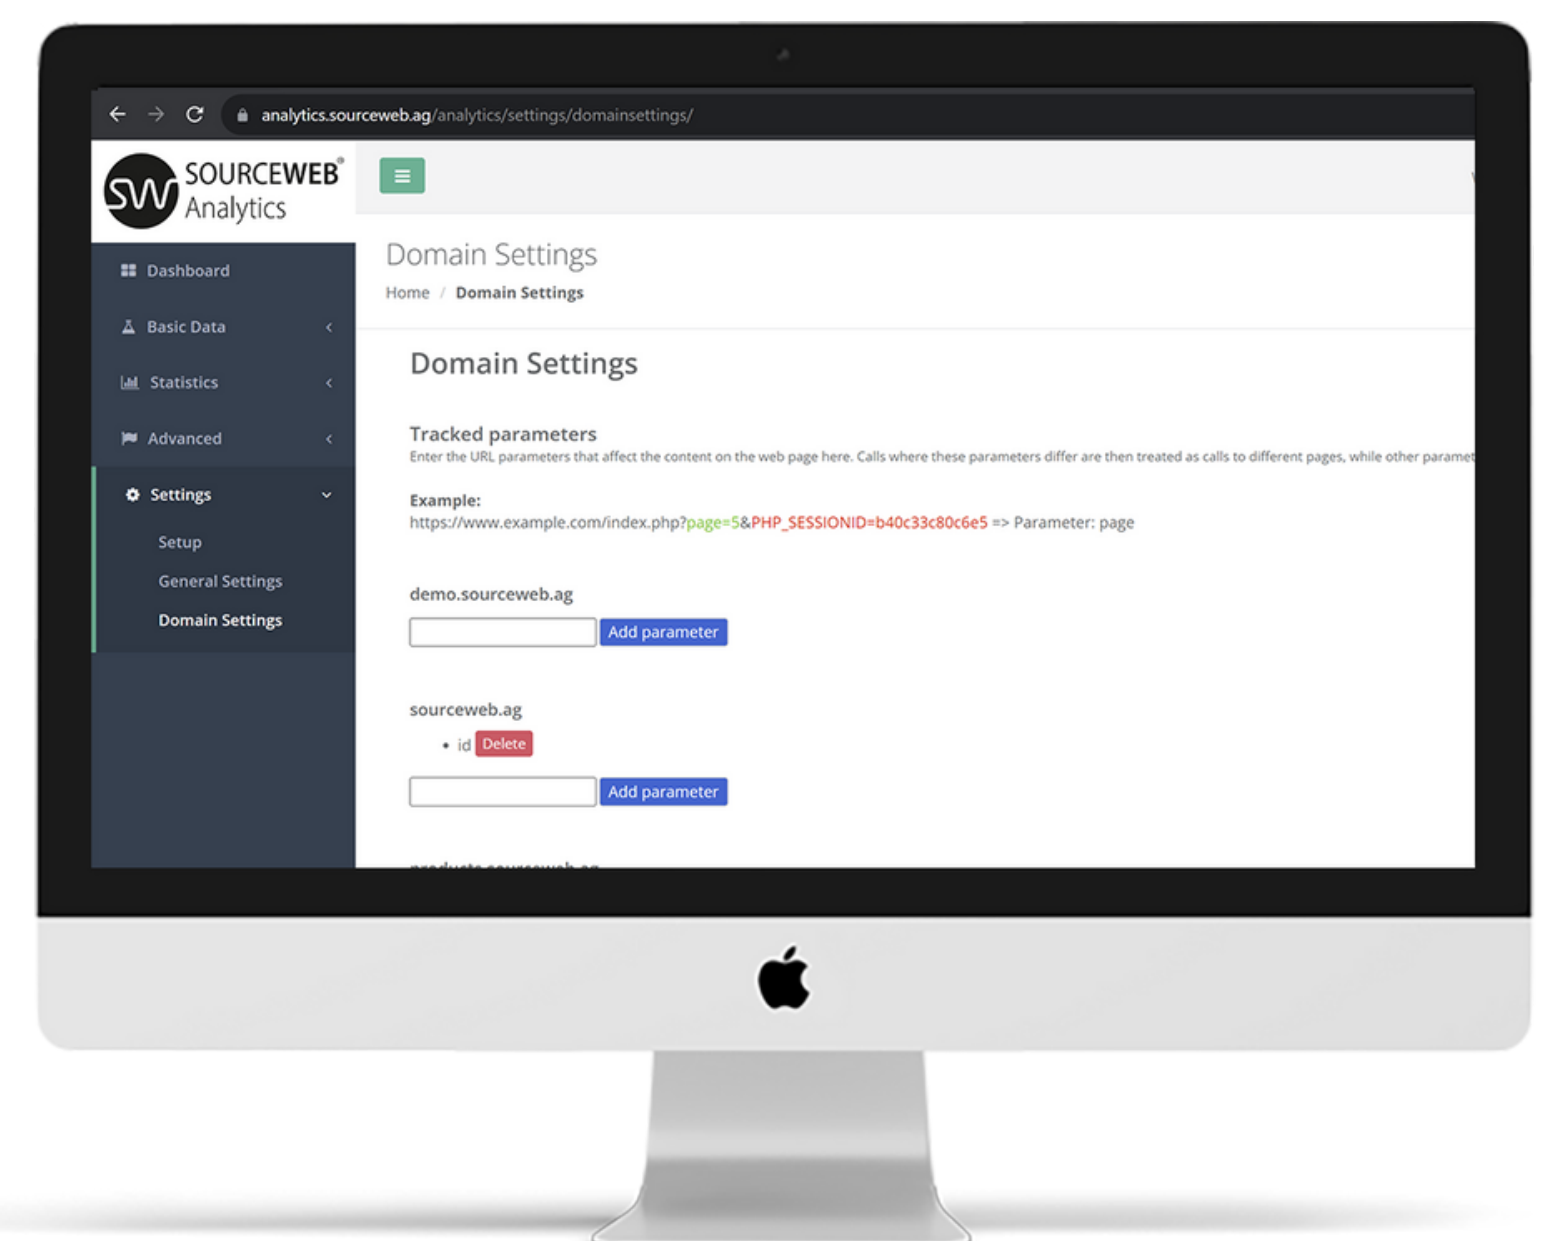 analytics.sourceweb.ag/analytics/settings/domainsettings/
SW SOURCEWEB®
Analytics
Dashboard
Basic Data
Statistics
Advanced
Settings
Setup
General Settings
Domain Settings
Domain Settings
Home / Domain Settings
Domain Settings
Tracked parameters
Enter the URL parameters that affect the content on the web page here. Calls where these parameters differ are then treated as calls to different pages, while other
Example:
https://www.example.com/index.php?page=5&PHP_SESSIONID=b40c33c80c6e5 => Parameter: page
demo.sourceweb.ag
Add parameter
sourceweb.ag
• id Delete
Add parameter
products.sourceweb.ag